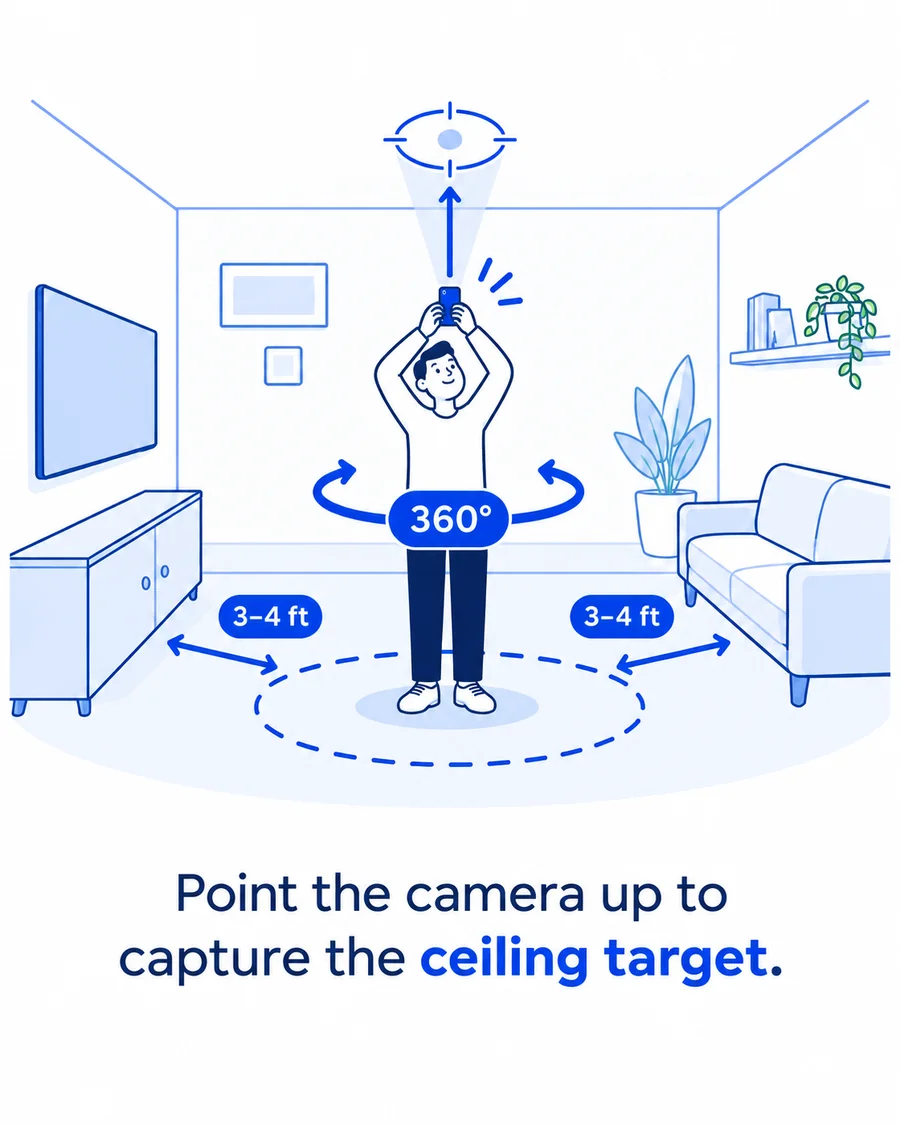 360°
3–4 ft
3–4 ft
Point the camera up to
capture the ceiling target.